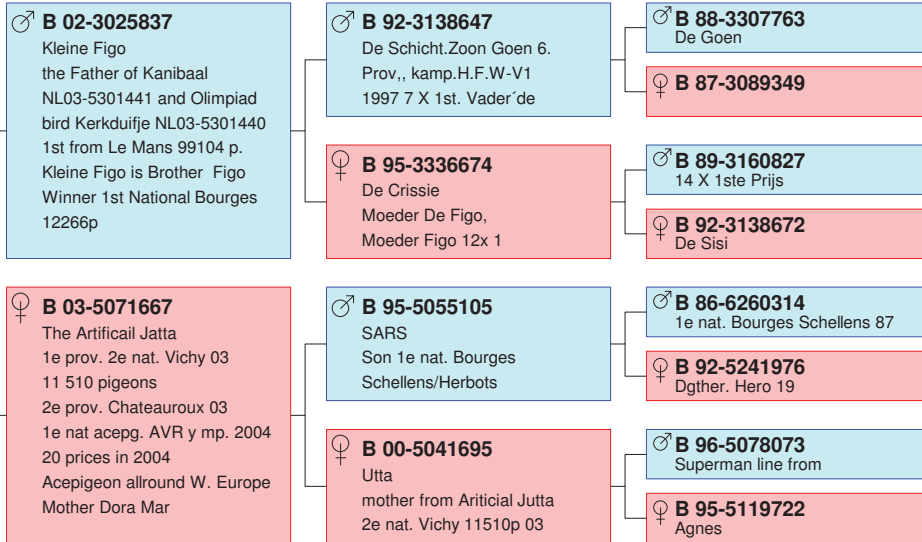 ♂ B 02-3025837
Kleine Figo
the Father of Kanibaal
NL03-5301441 and Olimpiad
bird Kerkduifje NL03-5301440
1st from Le Mans 99104 p.
Kleine Figo is Brother Figo
Winner 1st National Bourges
12266p
♀ B 03-5071667
The Artificail Jatta
1e prov. 2e nat. Vichy 03
11 510 pigeons
2e prov. Chateauroux 03
1e nat acepg. AVR y mp. 2004
20 prices in 2004
Acepigeon allround W. Europe
Mother Dora Mar
♂ B 92-3138647
De Schicht.Zoon Goen 6.
Prov,, kamp.H.F.W-V1
1997 7 X 1st. Vader´de
♀ B 95-3336674
De Crissie
Moeder De Figo,
Moeder Figo 12x 1
♂ B 95-5055105
SARS
Son 1e nat. Bourges
Schellens/Herbots
♀ B 00-5041695
Utta
mother from Ariticial Jutta
2e nat. Vichy 11510p 03
♂ B 88-3307763
De Goen
♀ B 87-3089349
♂ B 89-3160827
14 X 1ste Prijs
♀ B 92-3138672
De Sisi
♂ B 86-6260314
1e nat. Bourges Schellens 87
♀ B 92-5241976
Dgther. Hero 19
♂ B 96-5078073
Superman line from
♀ B 95-5119722
Agnes